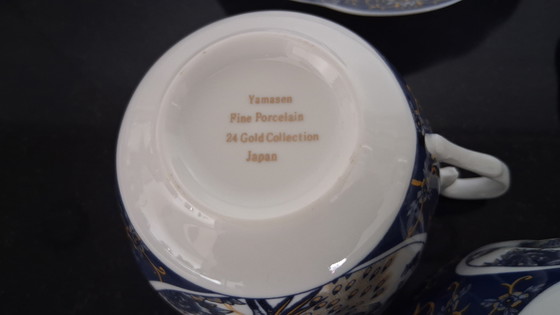 Yamasen
Fine Porcelain
24 Gold Collection
Japan